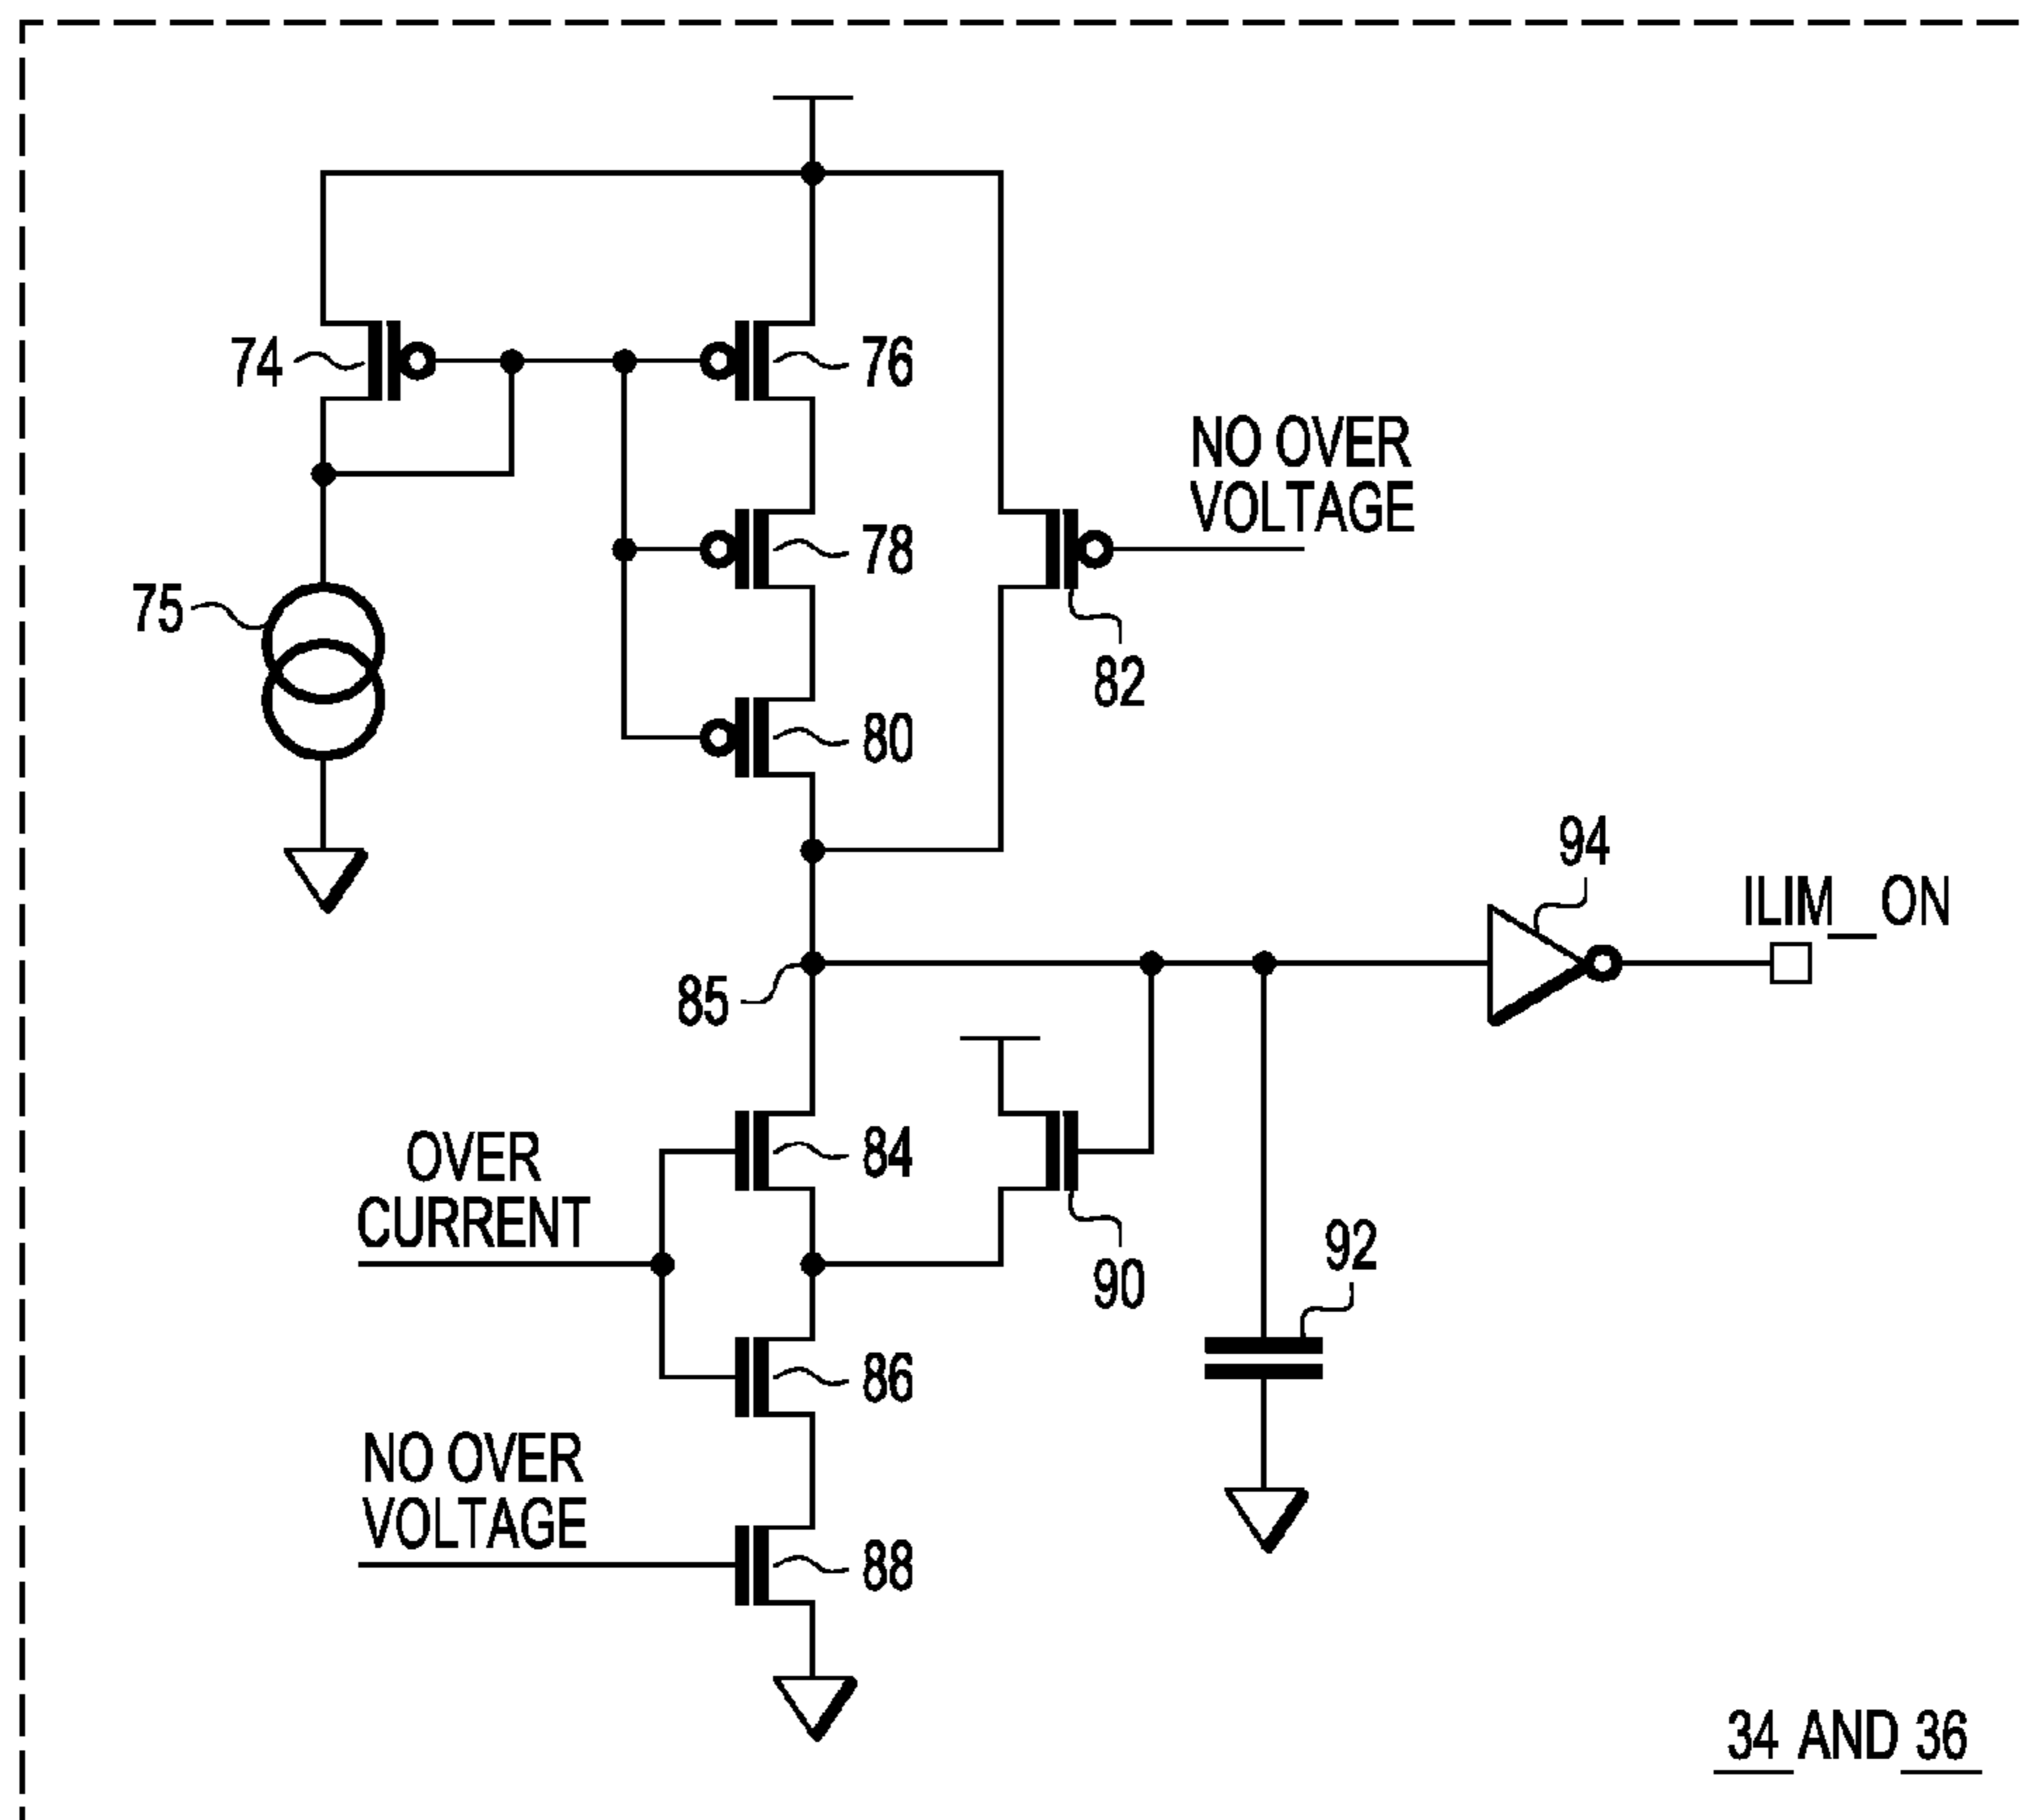 74
76
NO OVER
VOLTAGE
78
75
82
80
94
ILIM_ON
85
OVER
CURRENT
84
92
90
86
NO OVER
VOLTAGE
88
34 AND 36